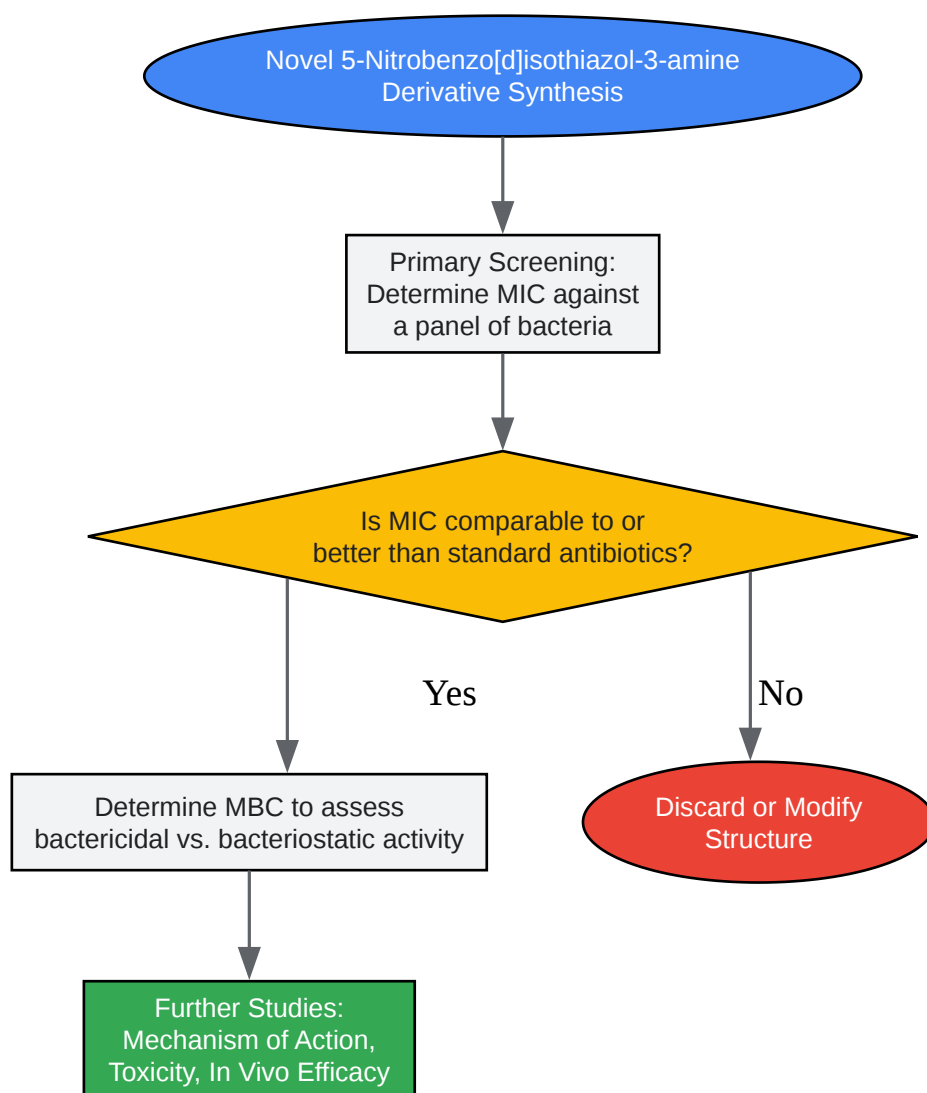 Novel 5-Nitrobenzo[d]isothiazol-3-amine
Derivative Synthesis
Primary Screening:
Determine MIC against
a panel of bacteria
Is MIC comparable to or
better than standard antibiotics?
Yes
No
Determine MBC to assess
bactericidal vs. bacteriostatic activity
Discard or Modify
Structure
Further Studies:
Mechanism of Action,
Toxicity, In Vivo Efficacy